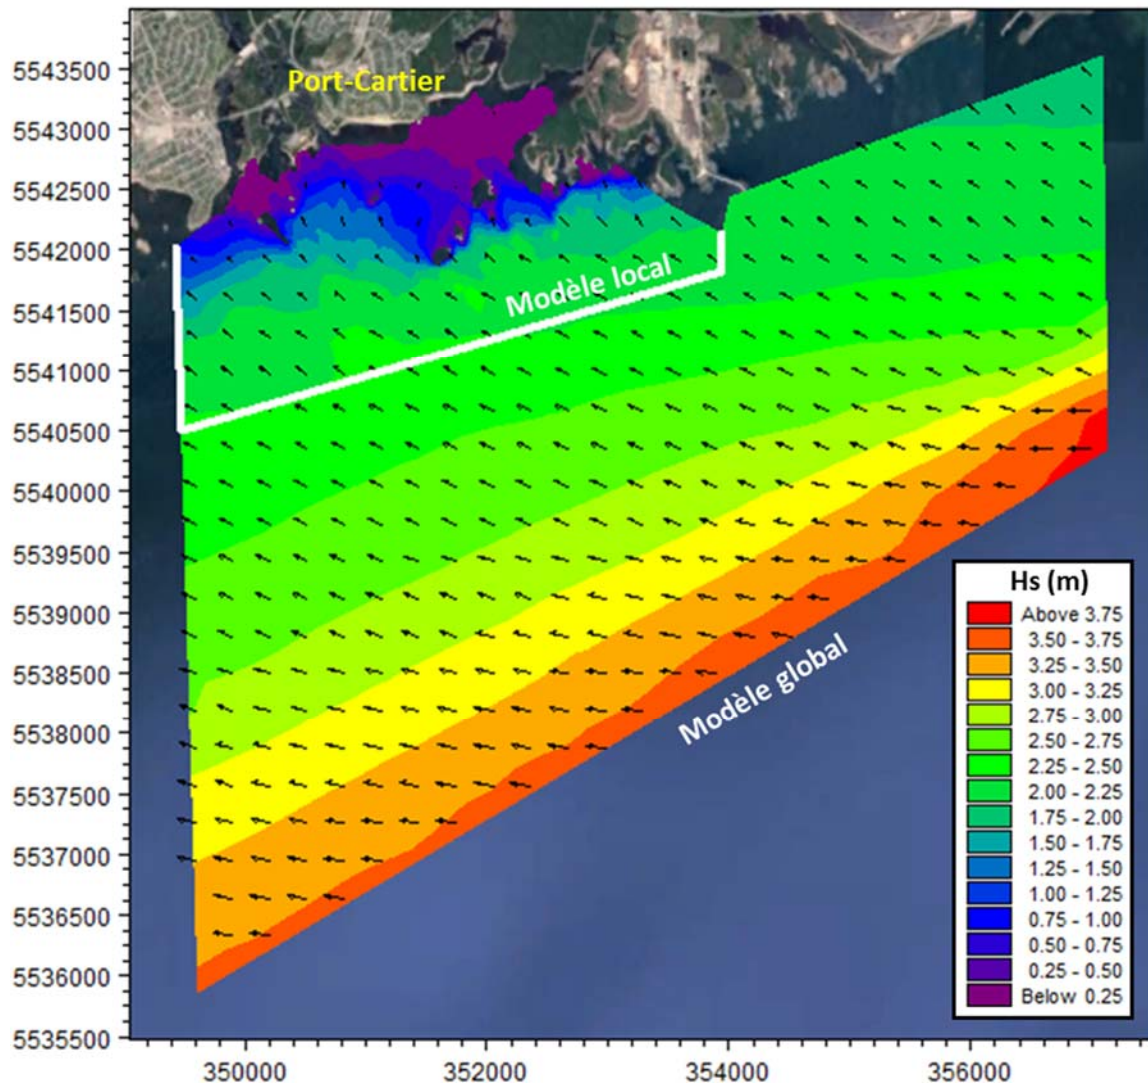 Port-Cartier
Modèle local
Modèle global
5543500
5543000
5542500
5542000
5541500
5541000
5540500
5540000
5539500
5539000
5538500
5538000
5537500
5537000
5536500
5536000
5535500
350000
352000
354000
356000
Hs (m)
Above 3.75
3.50 - 3.75
3.25 - 3.50
3.00 - 3.25
2.75 - 3.00
2.50 - 2.75
2.25 - 2.50
2.00 - 2.25
1.75 - 2.00
1.50 - 1.75
1.25 - 1.50
1.00 - 1.25
0.75 - 1.00
0.50 - 0.75
0.25 - 0.50
Below 0.25